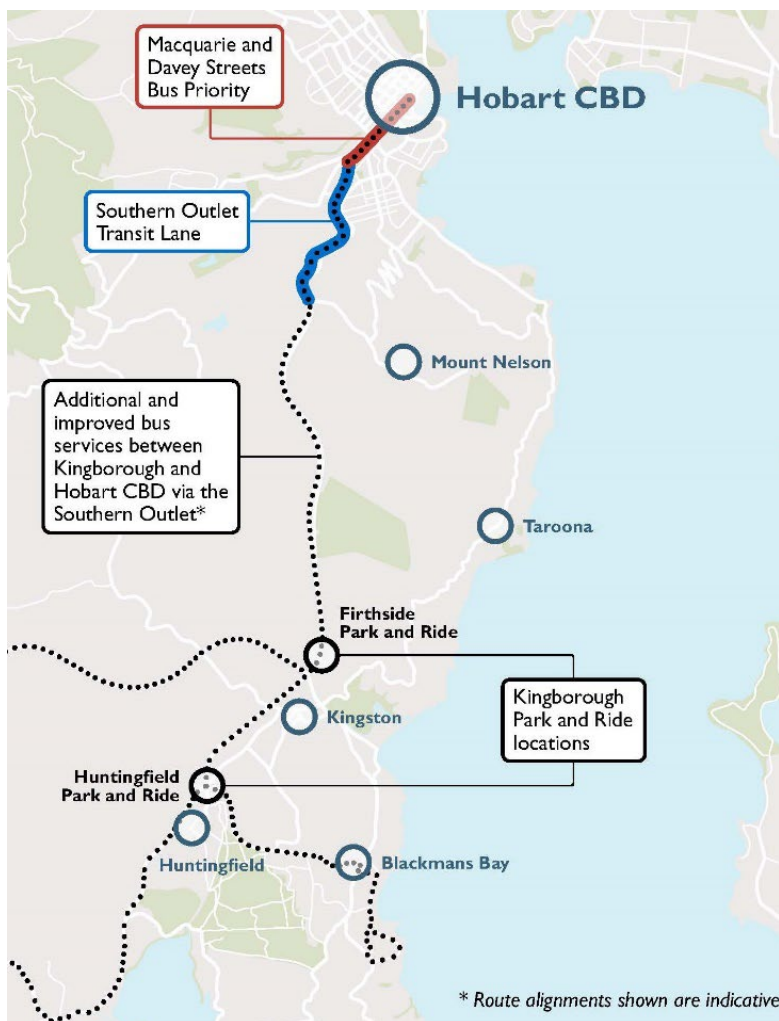 Macquarie and
Davey Streets
Bus Priority
Hobart CBD
Southern Outlet
Transit Lane
Mount Nelson
Additional and
improved bus
services between
Kingborough and
Hobart CBD via the
Southern Outlet*
Taroona
Firthside
Park and Ride
Kingborough
Park and Ride
locations
Kingston
Huntingfield
Park and Ride
Huntingfield
Blackmans Bay
* Route alignments shown are indicative